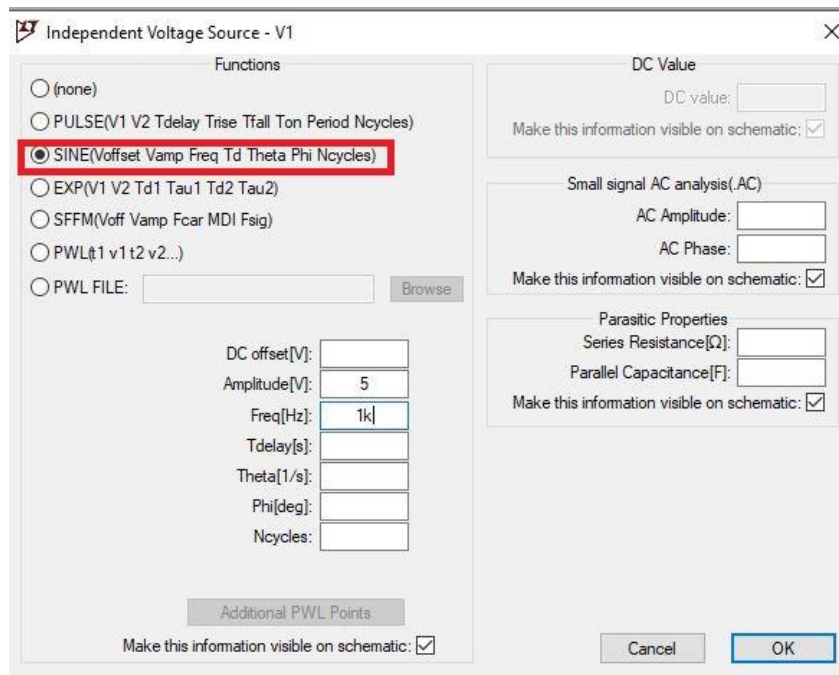 Independent Voltage Source - V1
Functions
(none)
PULSE(V1 V2 Tdelay Trise Tfall Ton Period Ncycles)
SINE(Voffset Vamp Freq Td Theta Phi Ncycles)
EXP(V1 V2 Td1 Tau1 Td2 Tau2)
SFFM(Voff Vamp Fcar MDI Fsig)
PWL(t1 v1 t2 v2...)
PWL FILE: Browse
DC offset[V]:
Amplitude[V]: 5
Freq[Hz]: 1k
Tdelay[s]:
Theta[1/s]:
Phi[deg]:
Ncycles:
Additional PWL Points
Make this information visible on schematic:
DC Value
DC value:
Make this information visible on schematic:
Small signal AC analysis(.AC)
AC Amplitude:
AC Phase:
Make this information visible on schematic:
Parasitic Properties
Series Resistance[Ω]:
Parallel Capacitance[F]:
Make this information visible on schematic:
Cancel OK